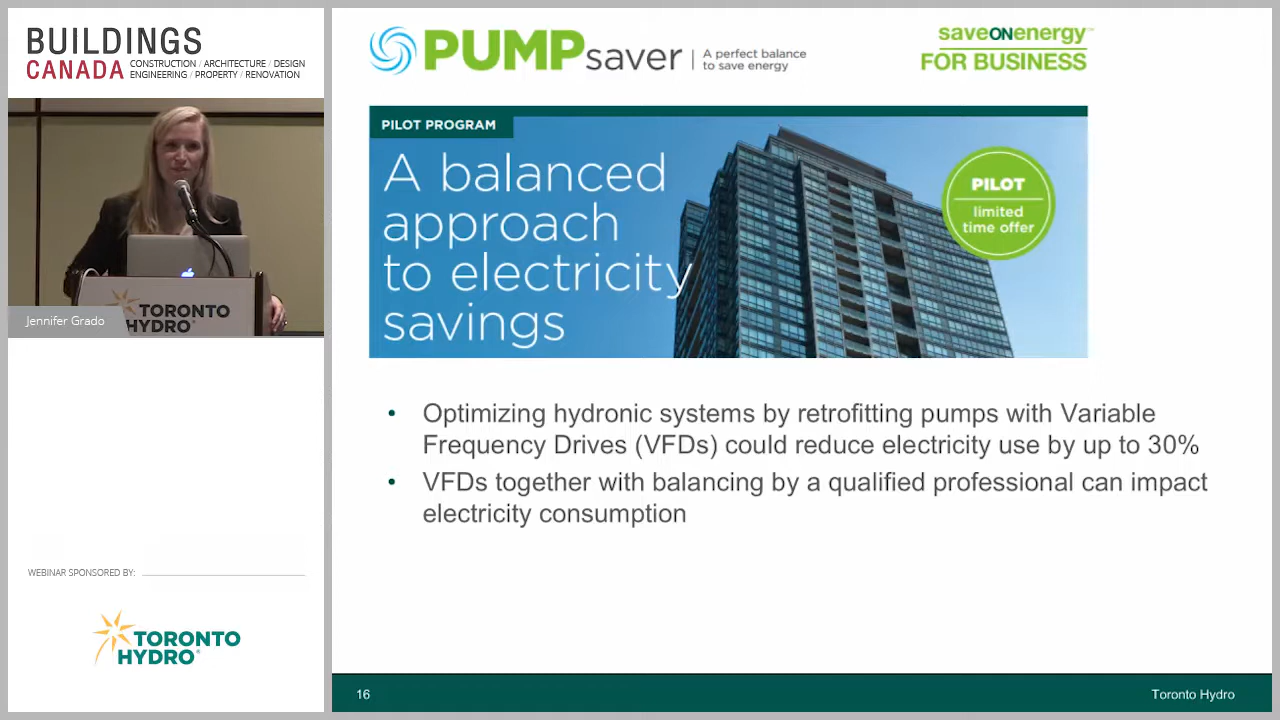 BUILDINGS
CANADA
CONSTRUCTION / ARCHITECTURE / DESIGN
ENGINEERING / PROPERTY / RENOVATION
TORONTO
HYDRO
Jennifer Grado
WEBINAR SPONSORED BY:
TORONTO
HYDRO
PUMPsaver
A perfect balance
to save energy
saveONenergy™
FOR BUSINESS
PILOT PROGRAM
A balanced
approach
to electricity
savings
PILOT
limited
time offer
• Optimizing hydronic systems by retrofitting pumps with Variable
Frequency Drives (VFDs) could reduce electricity use by up to 30%
• VFDs together with balancing by a qualified professional can impact
electricity consumption
16
Toronto Hydro